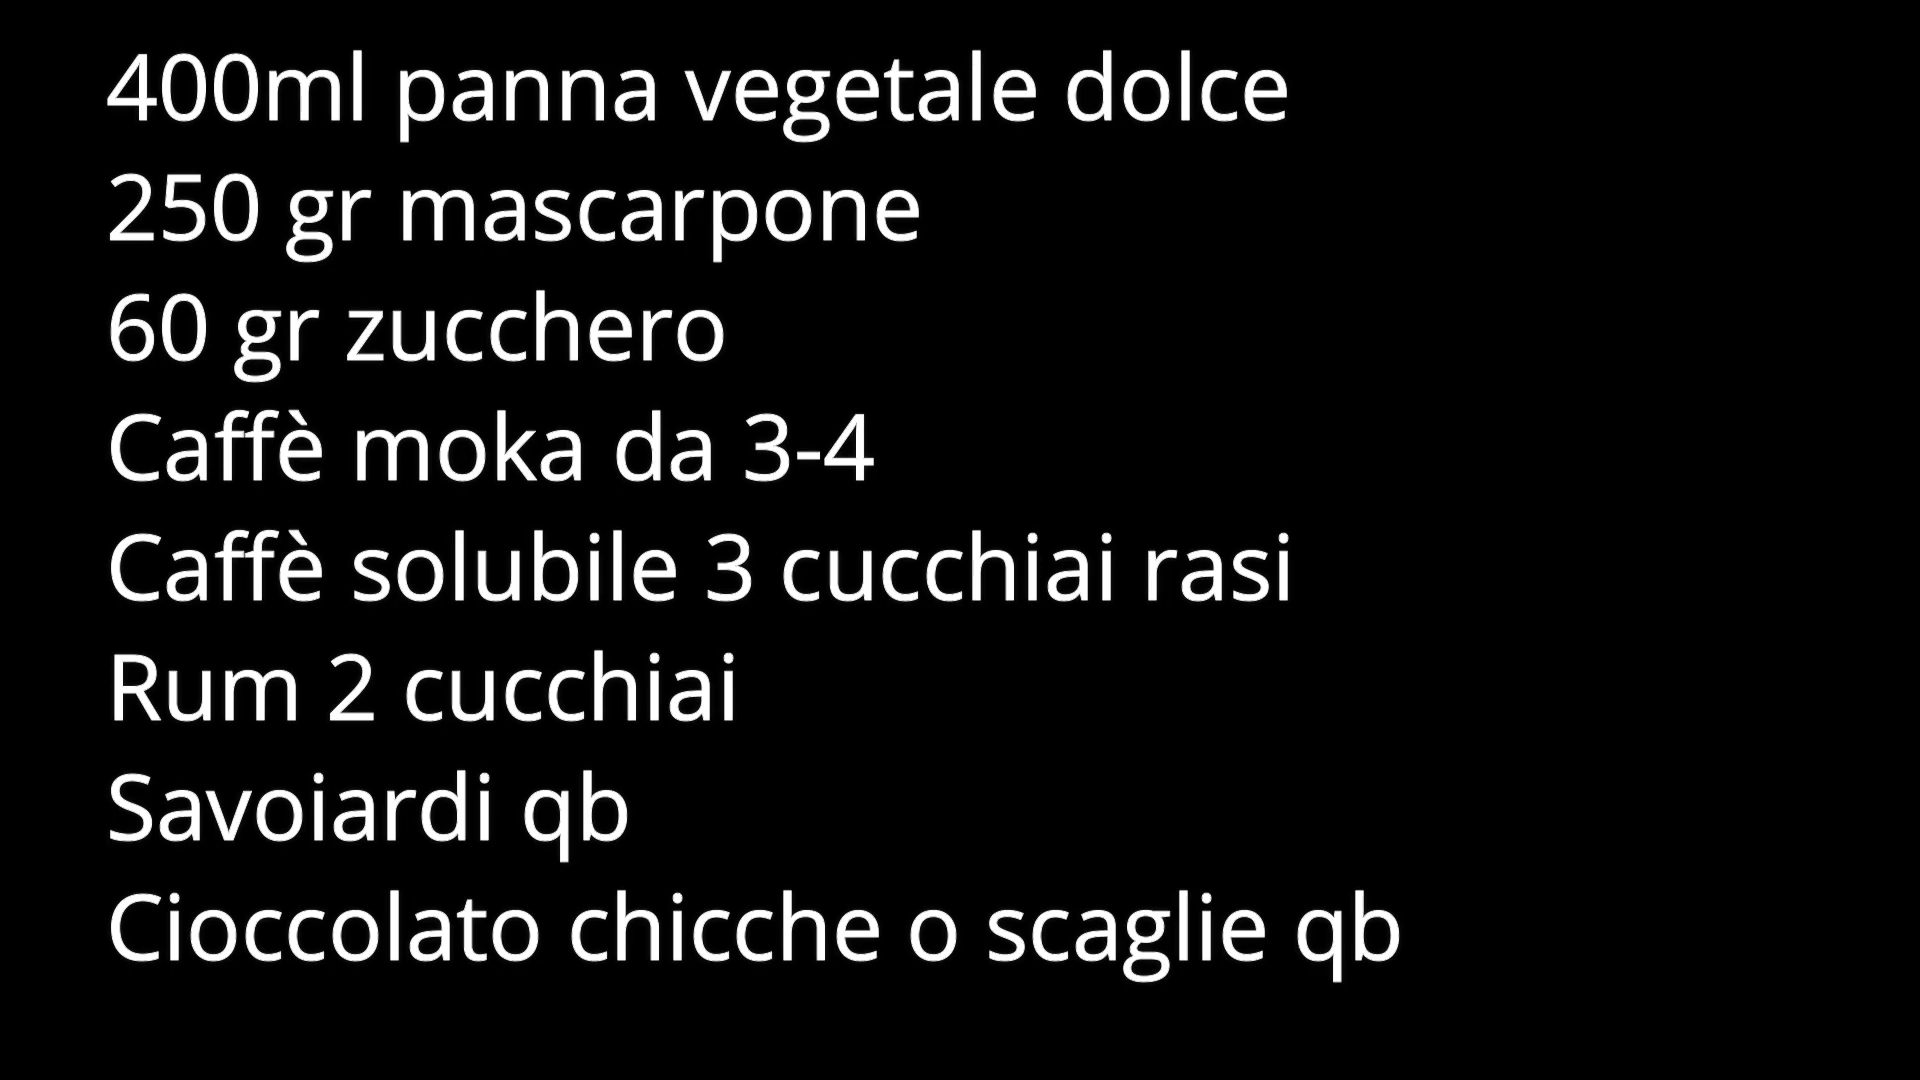 400ml panna vegetale dolce
250 gr mascarpone
60 gr zucchero
Caffè moka da 3-4
Caffè solubile 3 cucchiai rasi
Rum 2 cucchiai
Savoiardi qb
Cioccolato chicche o scaglie qb